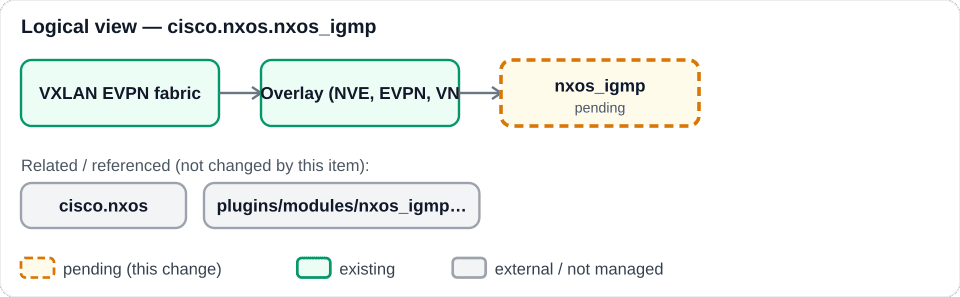 Logical view — cisco.nxos.nxos_igmp
VXLAN EVPN fabric
Overlay (NVE, EVPN, VN
nxos_igmp
pending
Related / referenced (not changed by this item):
cisco.nxos
plugins/modules/nxos_igmp…
pending (this change)
existing
external / not managed